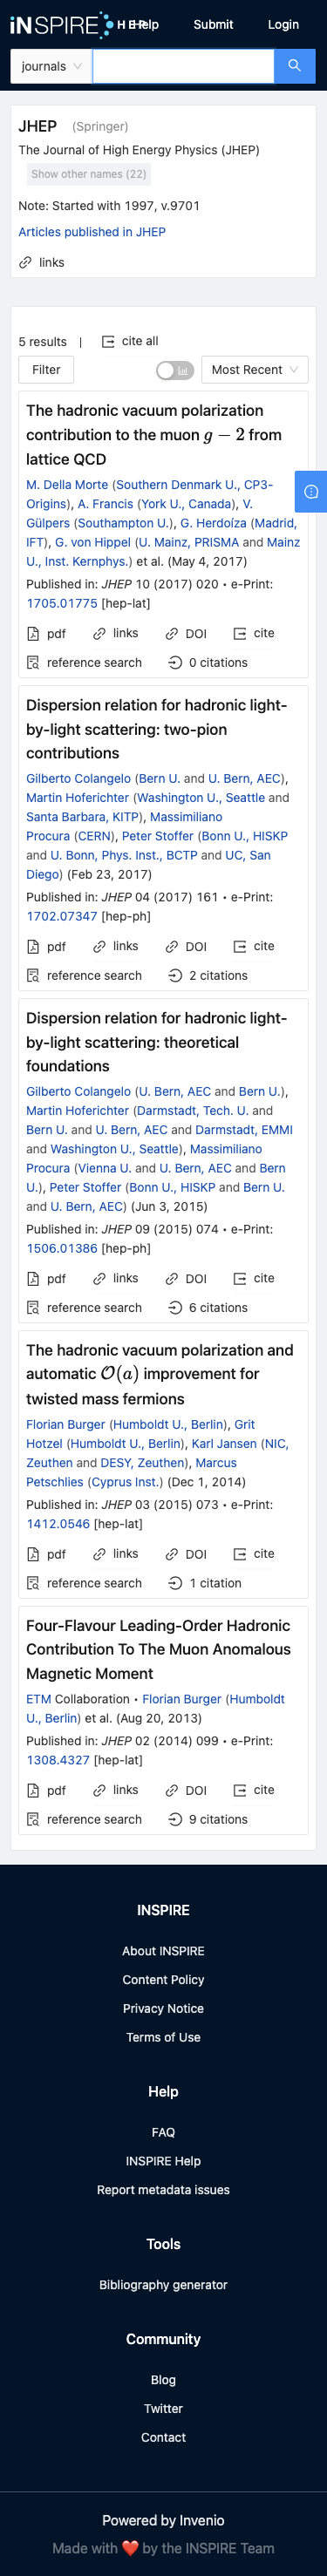 iNSPIRE HEP Help Submit Login
journals
JHEP (Springer)
The Journal of High Energy Physics (JHEP)
Show other names (22)
Note: Started with 1997, v.9701
Articles published in JHEP
links
5 results | cite all
Filter Most Recent
The hadronic vacuum polarization
contribution to the muon g − 2 from
lattice QCD
M. Della Morte (Southern Denmark U., CP3-
Origins), A. Francis (York U., Canada), V.
Gülpers (Southampton U.), G. Herdoíza (Madrid,
IFT), G. von Hippel (U. Mainz, PRISMA and Mainz
U., Inst. Kernphys.) et al. (May 4, 2017)
Published in: JHEP 10 (2017) 020 • e-Print:
1705.01775 [hep-lat]
pdf links DOI cite
reference search 0 citations
Dispersion relation for hadronic light-
by-light scattering: two-pion
contributions
Gilberto Colangelo (Bern U. and U. Bern, AEC),
Martin Hoferichter (Washington U., Seattle and
Santa Barbara, KITP), Massimiliano
Procura (CERN), Peter Stoffer (Bonn U., HISKP
and U. Bonn, Phys. Inst., BCTP and UC, San
Diego) (Feb 23, 2017)
Published in: JHEP 04 (2017) 161 • e-Print:
1702.07347 [hep-ph]
pdf links DOI cite
reference search 2 citations
Dispersion relation for hadronic light-
by-light scattering: theoretical
foundations
Gilberto Colangelo (U. Bern, AEC and Bern U.),
Martin Hoferichter (Darmstadt, Tech. U. and
Bern U. and U. Bern, AEC and Darmstadt, EMMI
and Washington U., Seattle), Massimiliano
Procura (Vienna U. and U. Bern, AEC and Bern
U.), Peter Stoffer (Bonn U., HISKP and Bern U.
and U. Bern, AEC) (Jun 3, 2015)
Published in: JHEP 09 (2015) 074 • e-Print:
1506.01386 [hep-ph]
pdf links DOI cite
reference search 6 citations
The hadronic vacuum polarization and
automatic 𝒪(a) improvement for
twisted mass fermions
Florian Burger (Humboldt U., Berlin), Grit
Hotzel (Humboldt U., Berlin), Karl Jansen (NIC,
Zeuthen and DESY, Zeuthen), Marcus
Petschlies (Cyprus Inst.) (Dec 1, 2014)
Published in: JHEP 03 (2015) 073 • e-Print:
1412.0546 [hep-lat]
pdf links DOI cite
reference search 1 citation
Four-Flavour Leading-Order Hadronic
Contribution To The Muon Anomalous
Magnetic Moment
ETM Collaboration • Florian Burger (Humboldt
U., Berlin) et al. (Aug 20, 2013)
Published in: JHEP 02 (2014) 099 • e-Print:
1308.4327 [hep-lat]
pdf links DOI cite
reference search 9 citations
INSPIRE
About INSPIRE
Content Policy
Privacy Notice
Terms of Use
Help
FAQ
INSPIRE Help
Report metadata issues
Tools
Bibliography generator
Community
Blog
Twitter
Contact
Powered by Invenio
Made with ❤️ by the INSPIRE Team